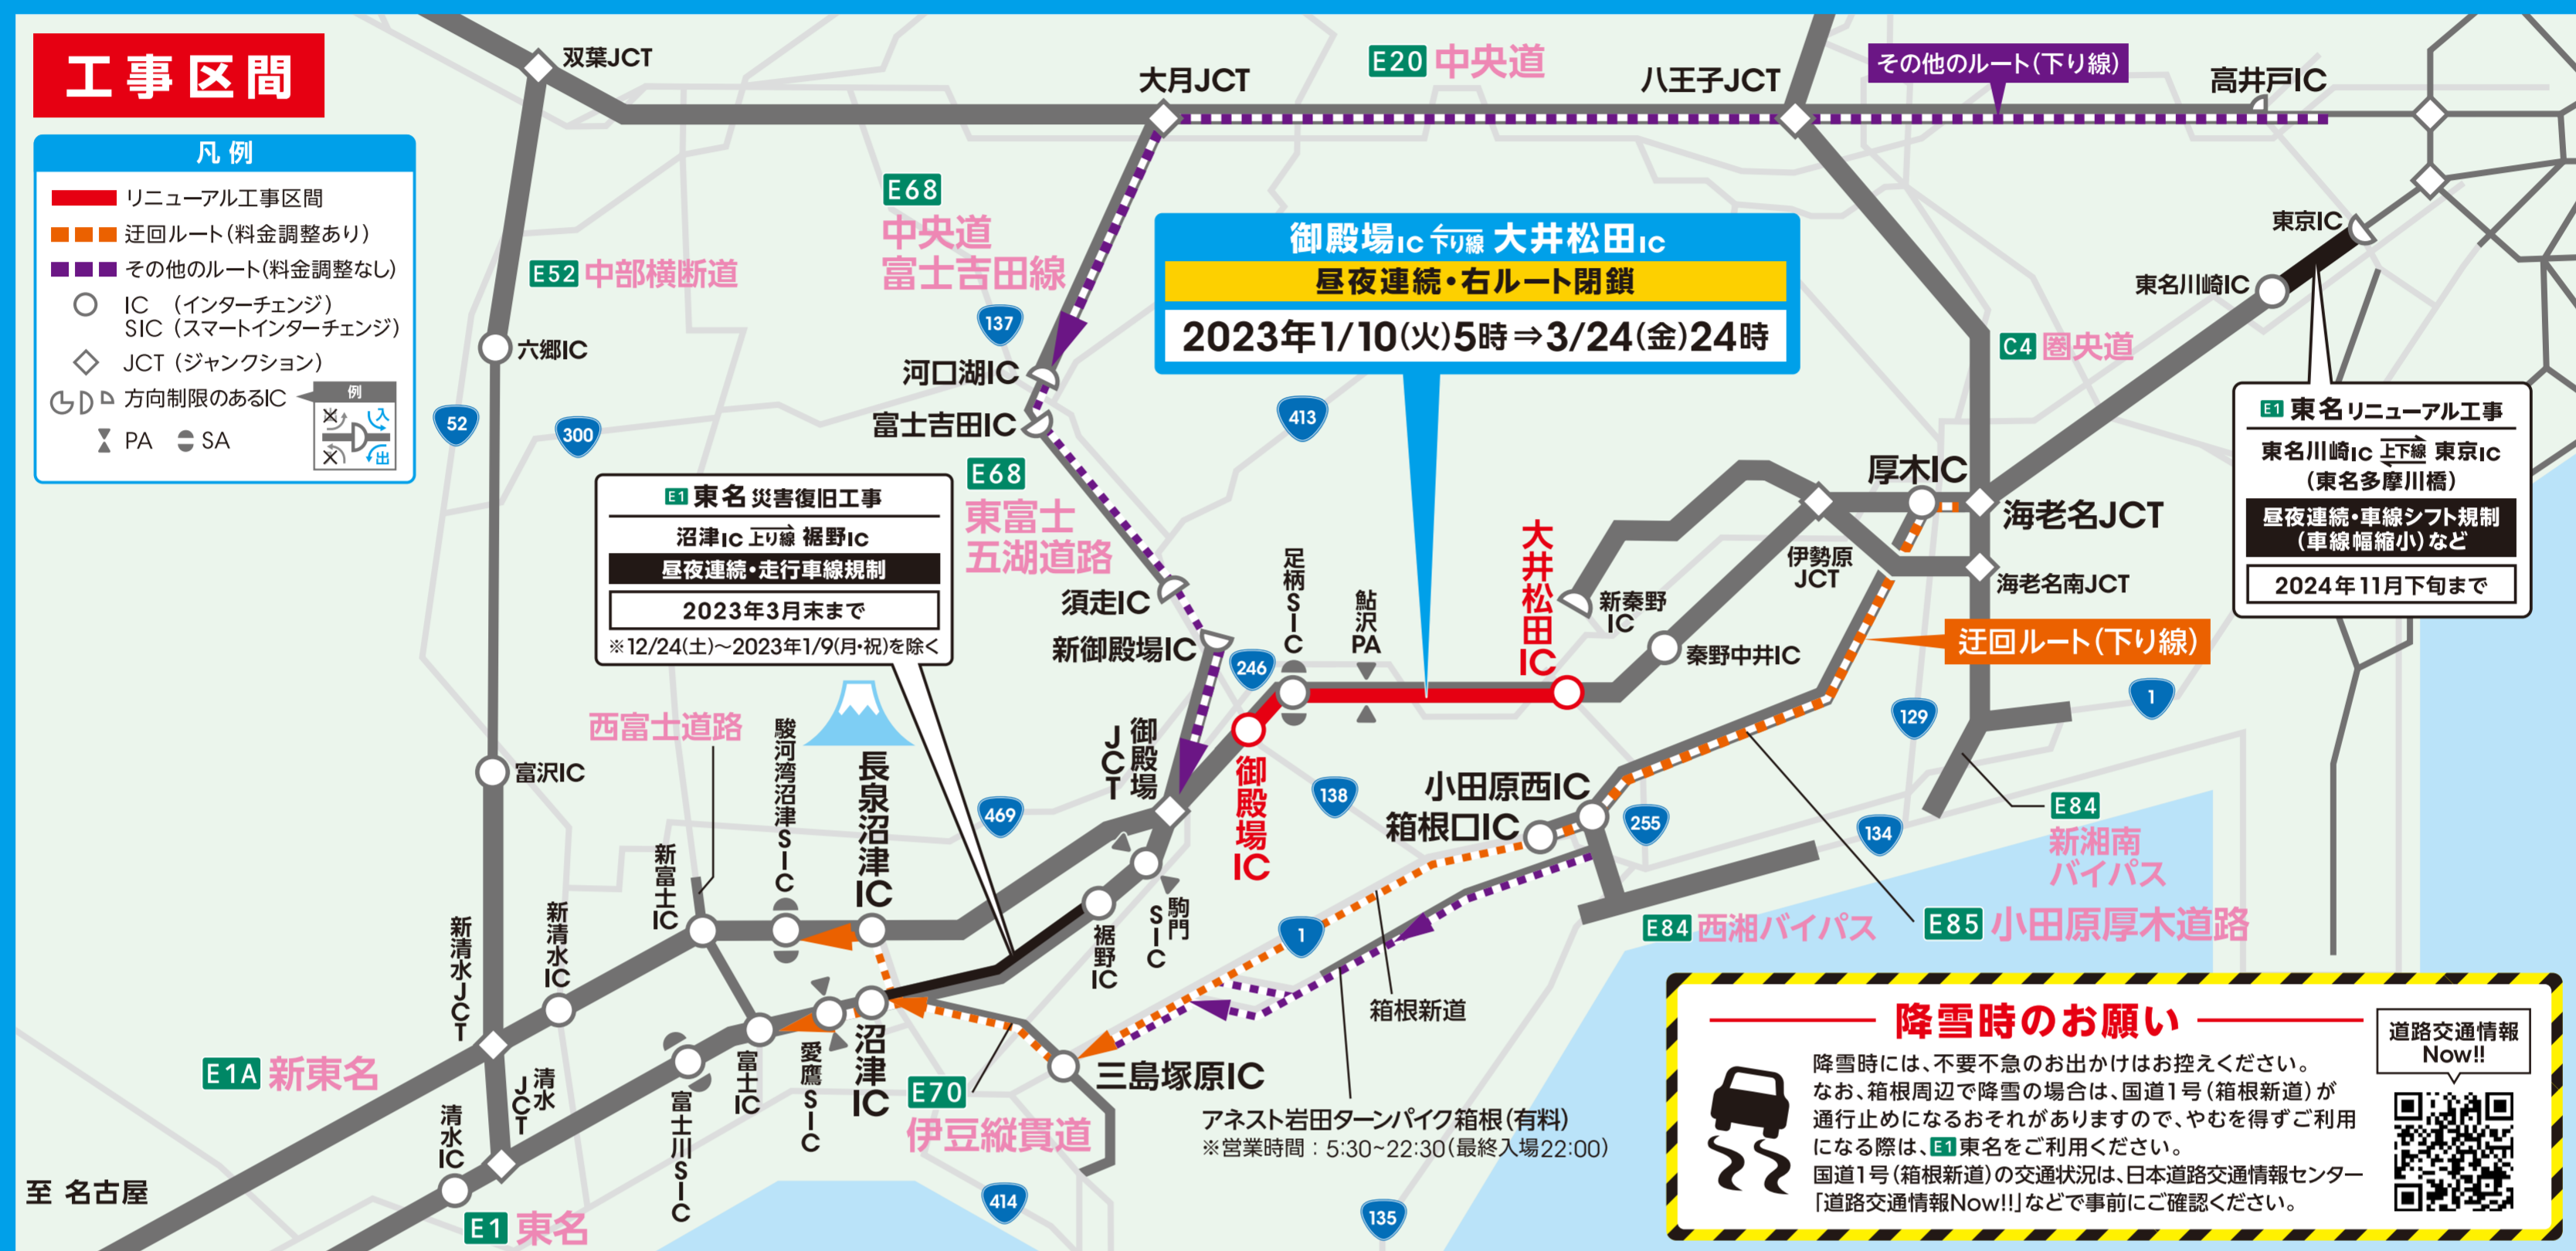 工事区間
凡例
リニューアル工事区間
迂回ルート(料金調整あり)
その他のルート(料金調整なし)
IC (インターチェンジ)
SIC (スマートインターチェンジ)
JCT (ジャンクション)
方向制限のあるIC
例
入
出
PA
SA
双葉JCT
大月JCT
E20 中央道
八王子JCT
その他のルート(下り線)
高井戸IC
E68
中央道
富士吉田線
E52 中部横断道
137
御殿場IC 下り線 大井松田IC
昼夜連続・右ルート閉鎖
2023年1/10(火)5時⇒3/24(金)24時
東京IC
東名川崎IC
C4 圏央道
六郷IC
河口湖IC
52
300
富士吉田IC
413
E1 東名 リニューアル工事
東名川崎IC 上下線 東京IC
(東名多摩川橋)
昼夜連続・車線シフト規制
(車線幅縮小)など
2024年11月下旬まで
E68
東富士
五湖道路
E1 東名 災害復旧工事
沼津IC 上り線 裾野IC
昼夜連続・走行車線規制
2023年3月末まで
※12/24(土)~2023年1/9(月・祝)を除く
厚木IC
海老名JCT
伊勢原
JCT
海老名南JCT
須走IC
新御殿場IC
246
足柄SIC
鮎沢PA
大井松田IC
新秦野
IC
秦野中井IC
迂回ルート(下り線)
1
129
西富士道路
駿河湾沼津SIC
長泉沼津IC
御殿場
JCT
御殿場IC
富沢IC
469
138
小田原西IC
箱根口IC
255
134
E84
新湘南
バイパス
新富士IC
駒門
SIC
裾野IC
1
E84 西湘バイパス
E85 小田原厚木道路
新清水JCT
新清水IC
箱根新道
E1A 新東名
清水
JCT
清水IC
富士川SIC
富士IC
愛鷹SIC
沼津IC
E70
伊豆縦貫道
三島塚原IC
アネスト岩田ターンパイク箱根(有料)
※営業時間:5:30~22:30(最終入場22:00)
至 名古屋
E1 東名
414
135
降雪時のお願い
降雪時には、不要不急のお出かけはお控えください。
なお、箱根周辺で降雪の場合は、国道1号(箱根新道)が
通行止めになるおそれがありますので、やむを得ずご利用
になる際は、E1東名をご利用ください。
国道1号(箱根新道)の交通状況は、日本道路交通情報センター
「道路交通情報Now!!」などで事前にご確認ください。
道路交通情報
Now!!